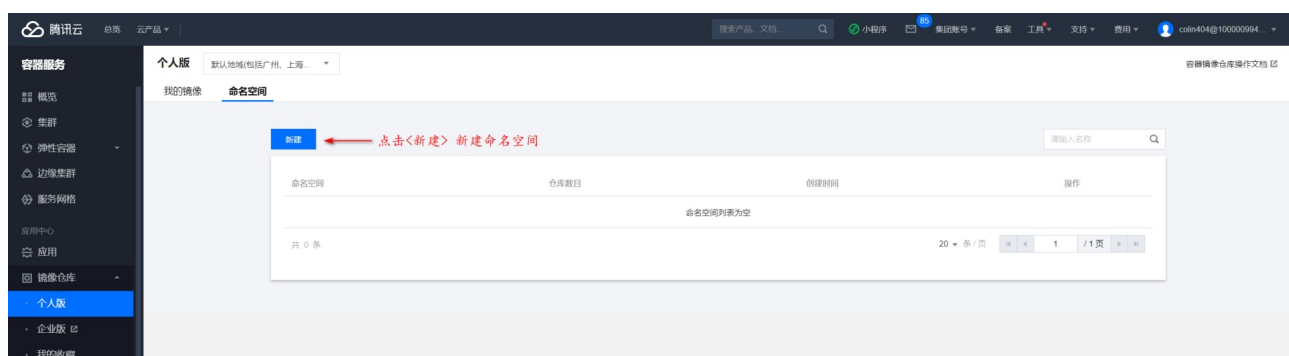 腾讯云 总览 云产品 搜索产品、文档... 小程序 85 集团账号 备案 工具 支持 费用 colin404@100000994...
容器服务 个人版 默认地域(包括广州、上海... 容器镜像仓库操作文档
我的镜像 命名空间
概览
集群
弹性容器
边缘集群
服务网格
应用中心
应用
镜像仓库
个人版
企业版
我的收藏
新建 点击<新建> 新建命名空间 请输入名称
命名空间 仓库数目 创建时间 操作
命名空间列表为空
共 0 条 20 条/页 1 /1页